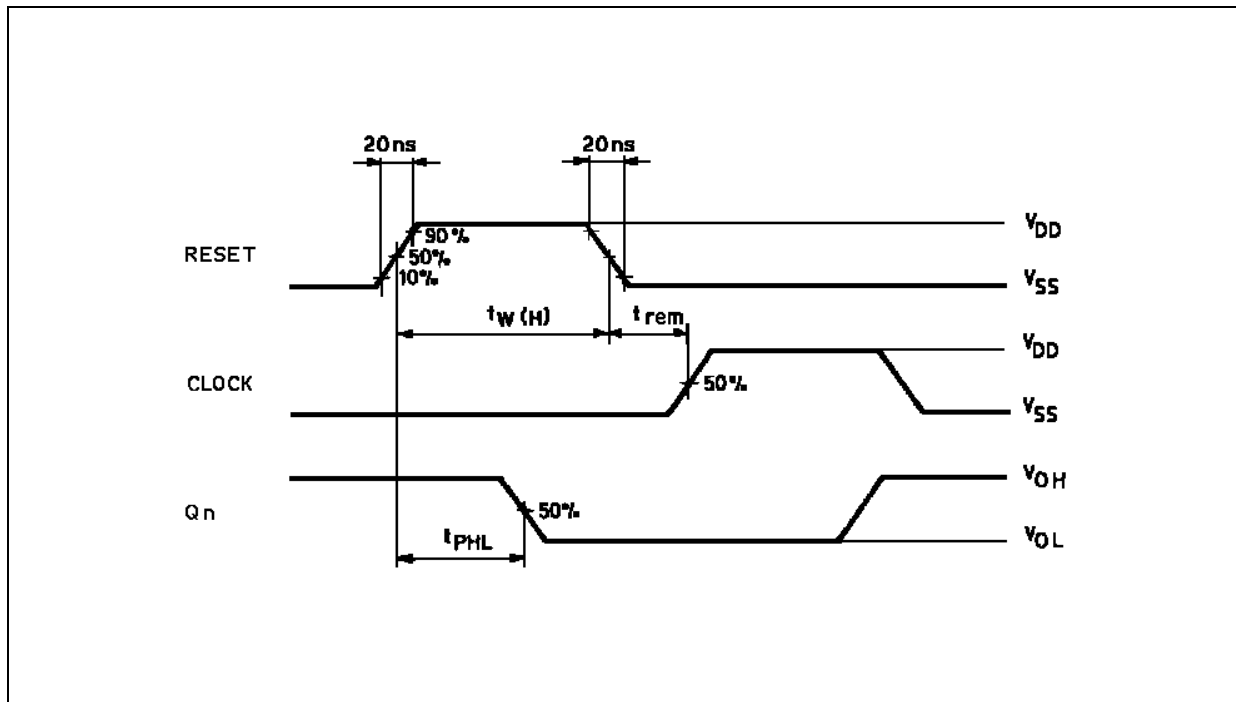 20ns 20ns
90%
50%
10%
RESET
VDD
VSS
tW(H) trem
VDD
CLOCK
50%
VSS
VOH
Qn
50%
tPHL
VOL